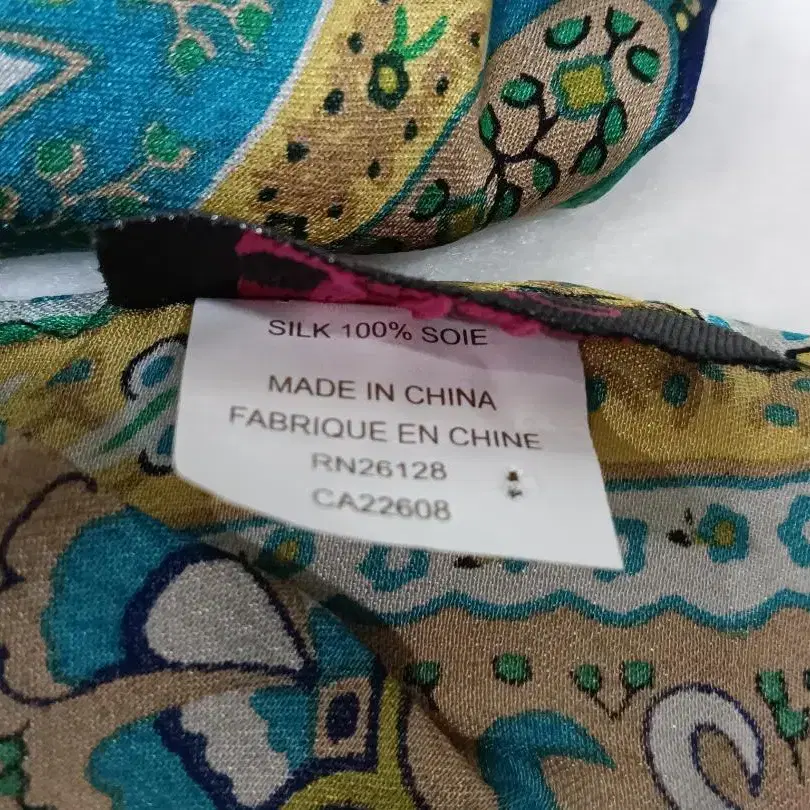 SILK 100% SOIE
MADE IN CHINA
FABRIQUE EN CHINE
RN26128
CA22608